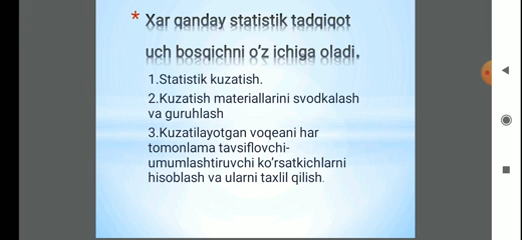 * Xar qanday statistik tadqiqot
uch bosqichni o’z ichiga oladi.
1.Statistik kuzatish.
2.Kuzatish materiallarini svodkalash
va guruhlash
3.Kuzatilayotgan voqeani har
tomonlama tavsiflovchi-
umumlashtiruvchi ko’rsatkichlarni
hisoblash va ularni taxlil qilish.